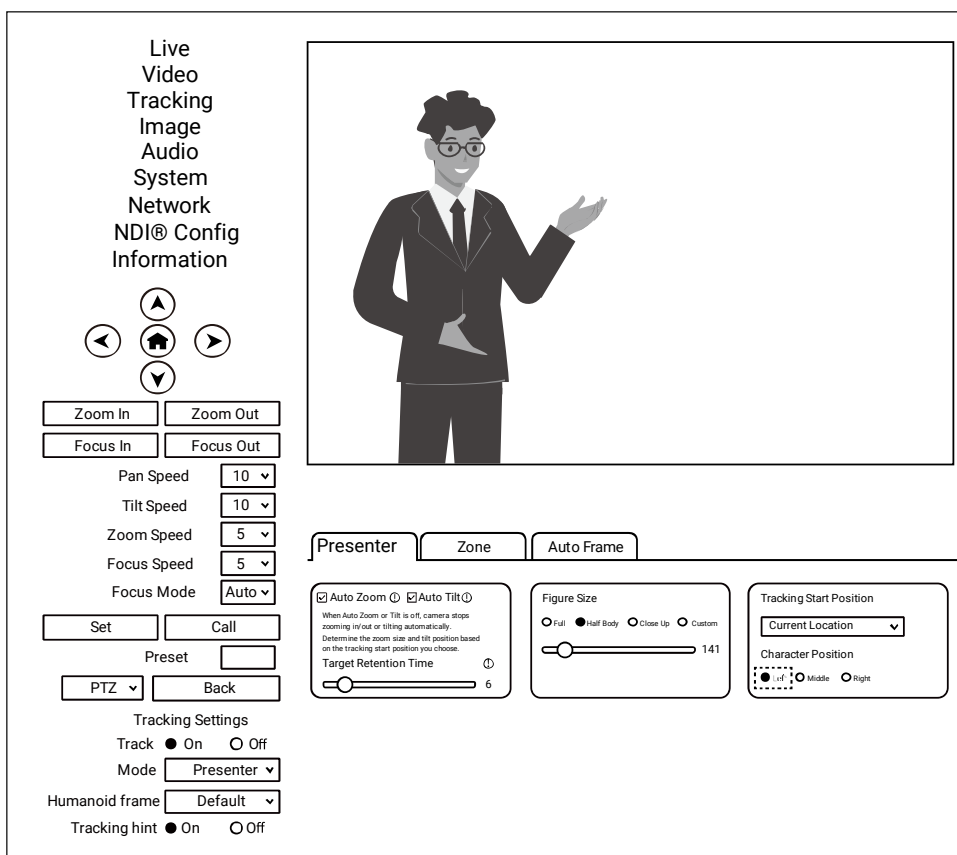 Live
Video
Tracking
Image
Audio
System
Network
NDI® Config
Information
Zoom In Zoom Out
Focus In Focus Out
Pan Speed 10
Tilt Speed 10
Zoom Speed 5
Focus Speed 5
Focus Mode Auto
Set Call
Preset
PTZ Back
Tracking Settings
Track On Off
Mode Presenter
Humanoid frame Default
Tracking hint On Off
Presenter Zone Auto Frame
Auto Zoom Auto Tilt
When Auto Zoom or Tilt is off, camera stops
zooming in/out or tilting automatically.
Determine the zoom size and tilt position based
on the tracking start position you choose.
Target Retention Time
6
Figure Size
Full Half Body Close Up Custom
141
Tracking Start Position
Current Location
Character Position
Left Middle Right